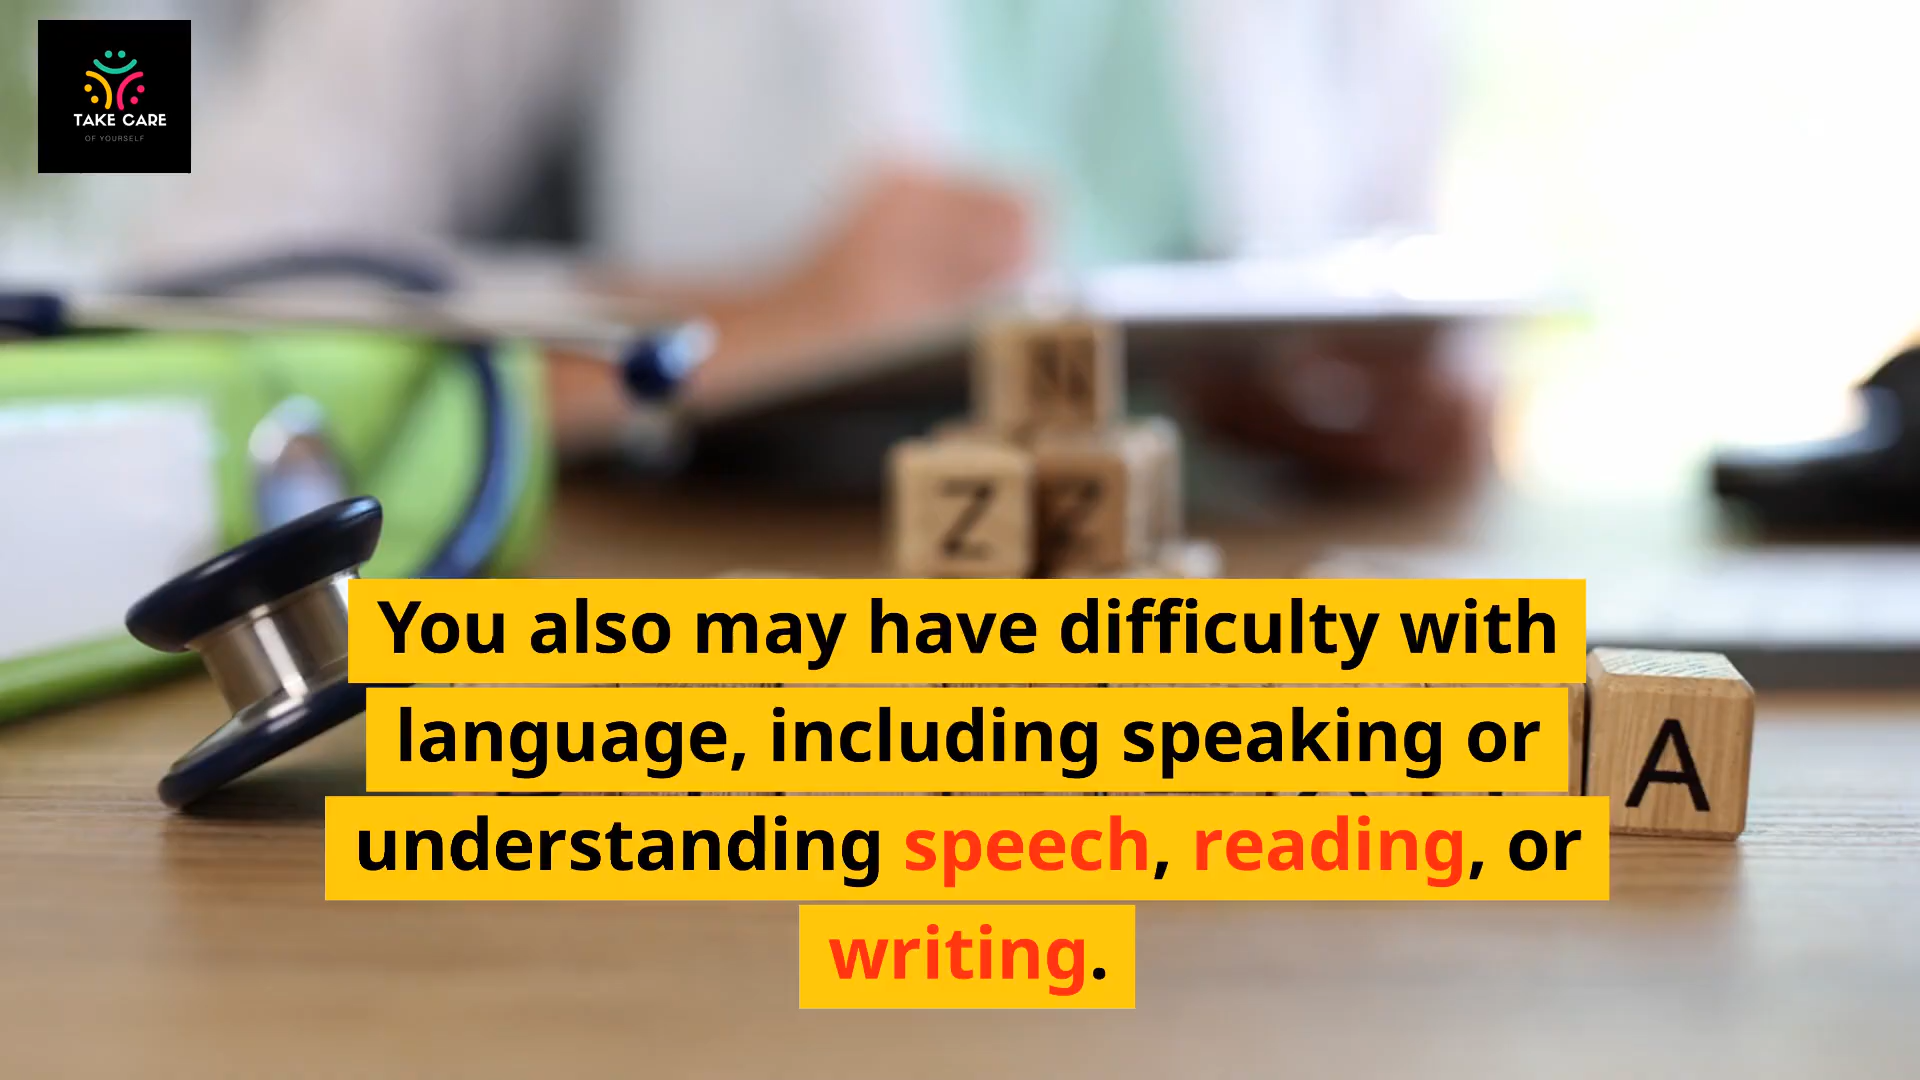 TAKE CARE
OF YOURSELF
N
Z
Z
You also may have difficulty with
language, including speaking or
A
understanding speech, reading, or
writing.